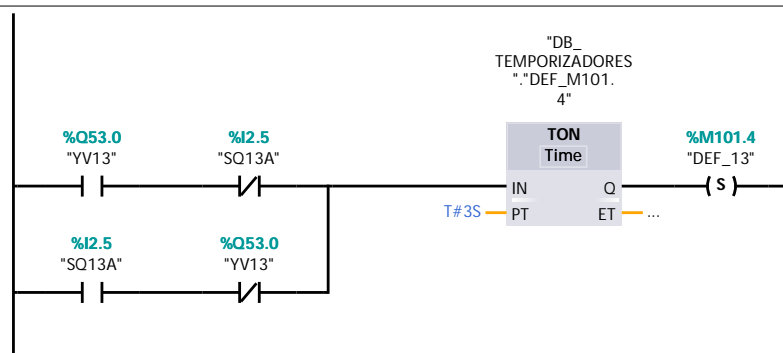 "DB_
TEMPORIZADORES
"."DEF_M101.
4"
%Q53.0
"YV13"
%I2.5
"SQ13A"
TON
Time
%M101.4
"DEF_13"
IN
Q
S
T#3S
PT
ET
...
%I2.5
"SQ13A"
%Q53.0
"YV13"